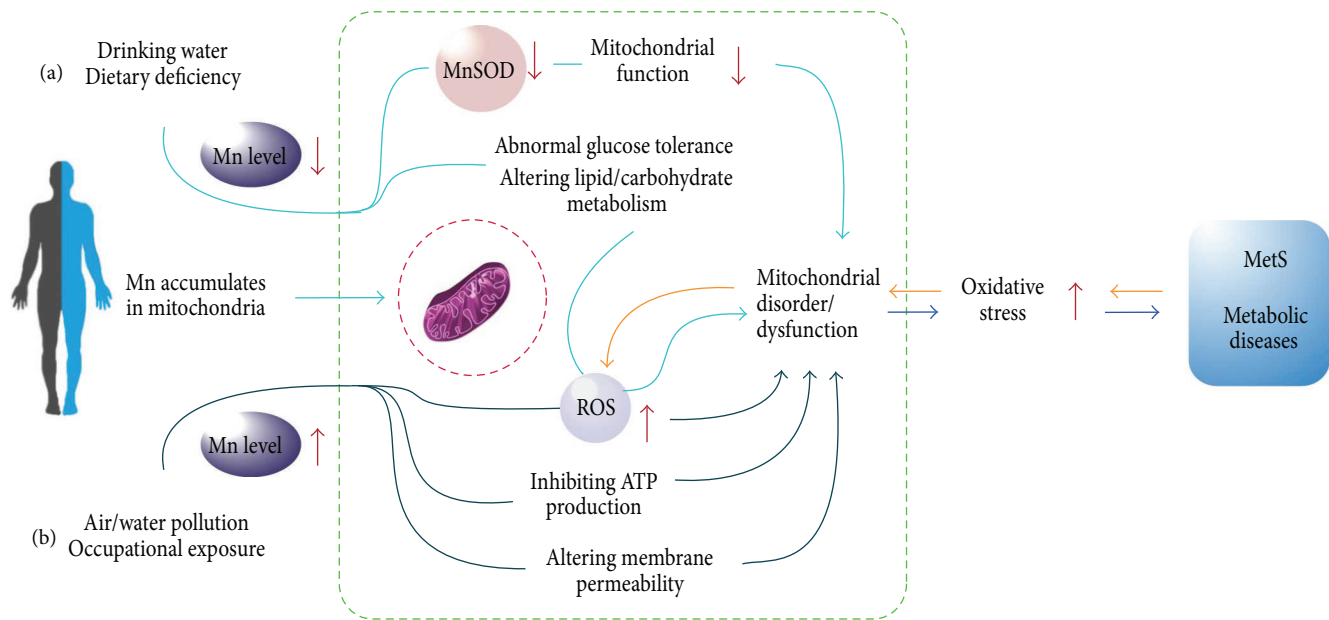 (a)
Drinking water
Dietary deficiency
Mn level
MnSOD
Mitochondrial
function
Abnormal glucose tolerance
Altering lipid/carbohydrate
metabolism
Mn accumulates
in mitochondria
Mitochondrial
disorder/
dysfunction
Oxidative
stress
MetS
Metabolic
diseases
ROS
Mn level
Inhibiting ATP
production
(b)
Air/water pollution
Occupational exposure
Altering membrane
permeability